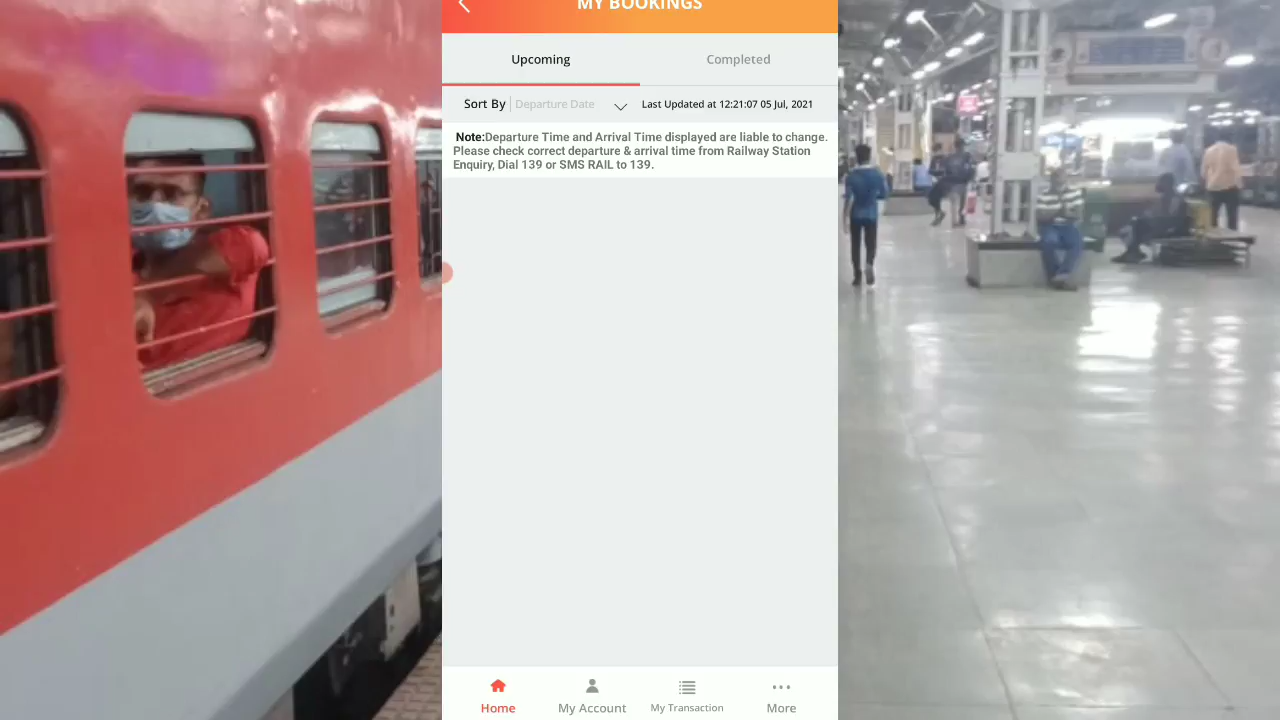 MY BOOKINGS
Upcoming
Completed
Sort By
Departure Date
Last Updated at 12:21:07 05 Jul, 2021
Note:Departure Time and Arrival Time displayed are liable to change.
Please check correct departure & arrival time from Railway Station
Enquiry, Dial 139 or SMS RAIL to 139.
Home
My Account
My Transaction
More